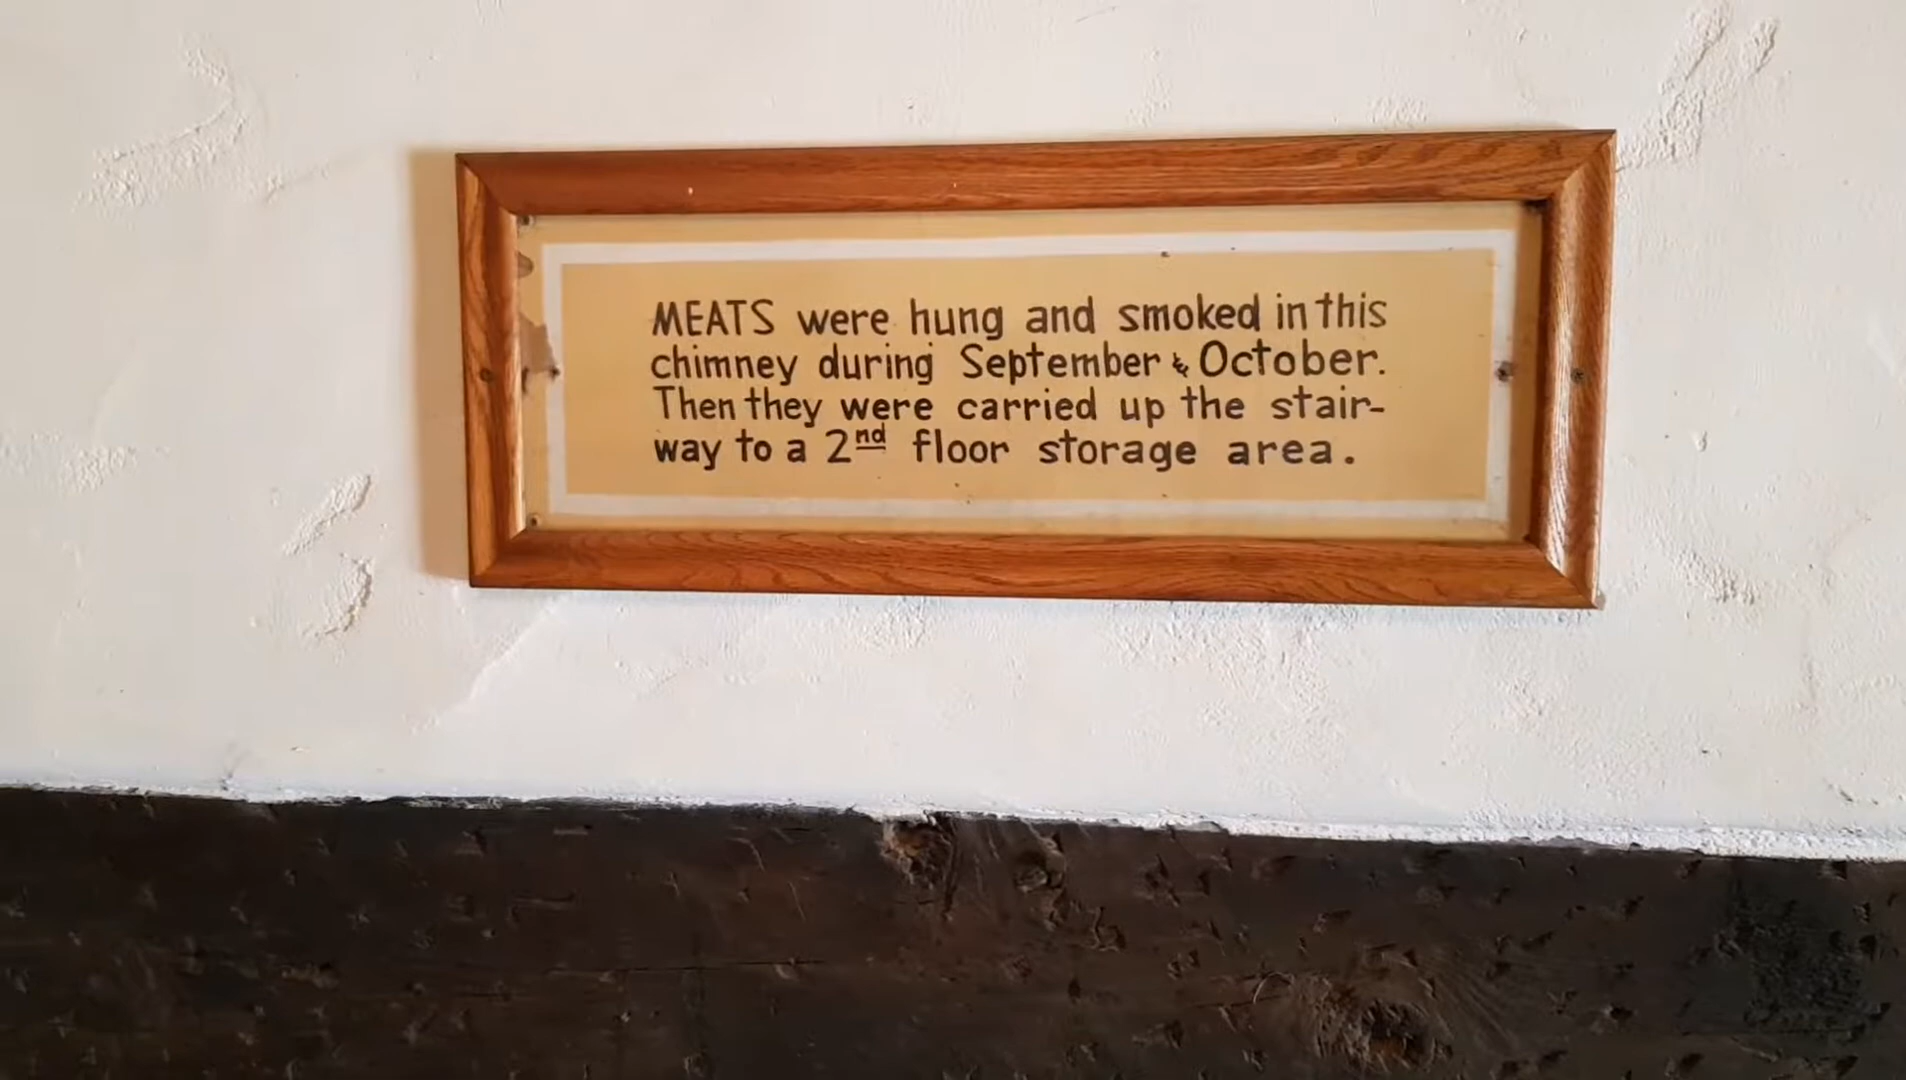 MEATS were hung and smoked in this
chimney during September & October.
Then they were carried up the stair-
way to a 2nd floor storage area.